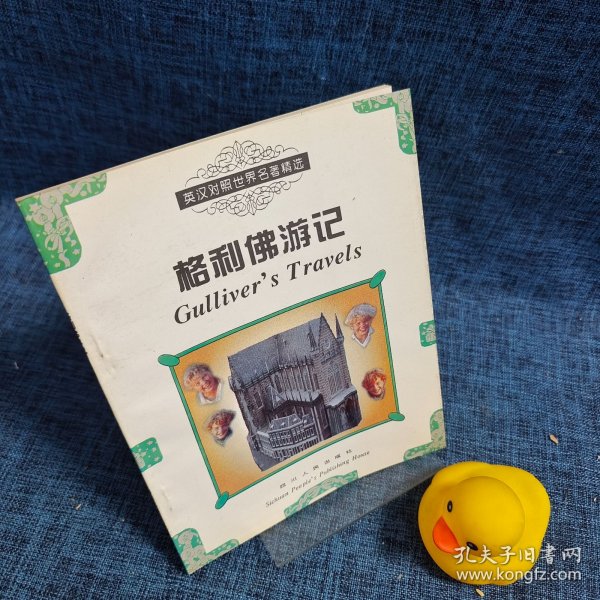 英汉对照世界名著精选
格利佛游记
Gulliver's Travels
四川人民出版社
Sichuan People's Publishing House
孔夫子旧书网
www.kongfz.com